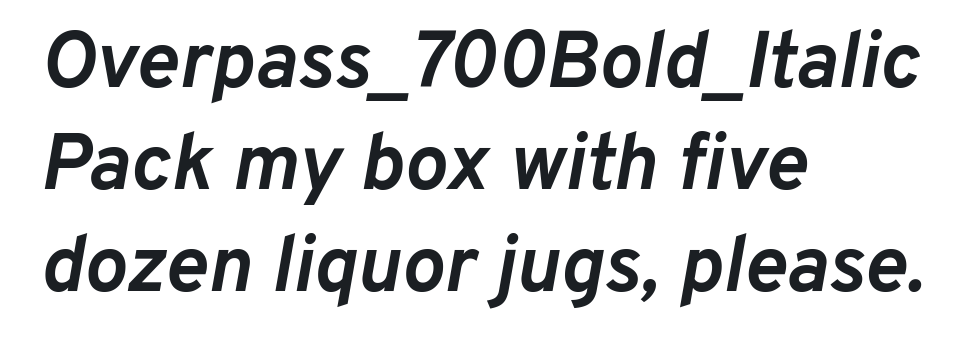 Overpass_700Bold_Italic
Pack my box with five
dozen liquor jugs, please.